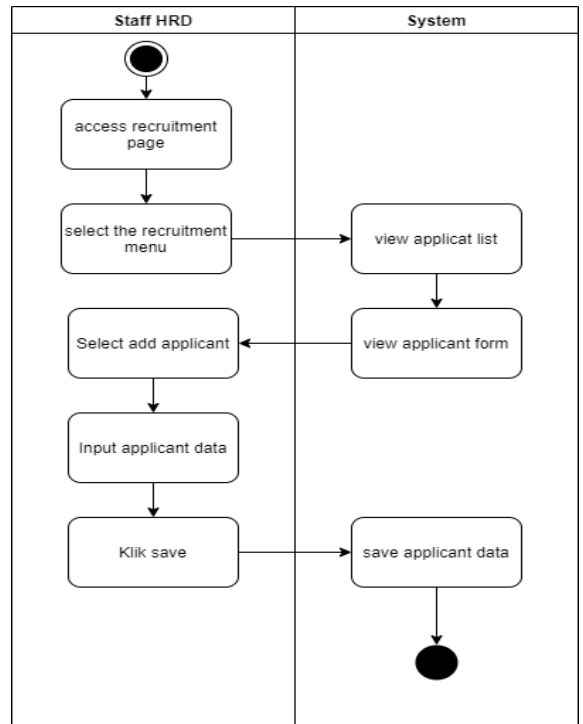 Staff HRD
System
access recruitment
page
select the recruitment
menu
view applicat list
view applicant form
Select add applicant
Input applicant data
Klik save
save applicant data